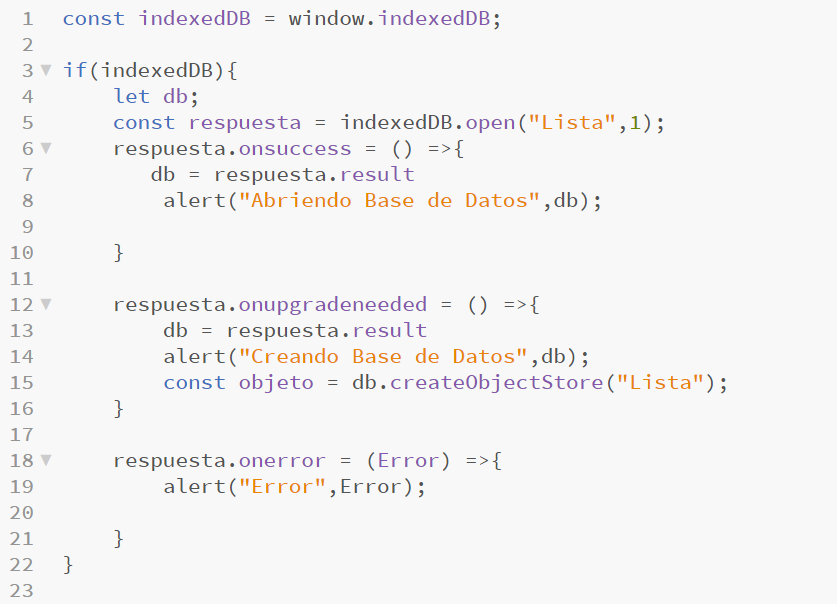 1 const indexedDB = window.indexedDB;
2
3 if(indexedDB){
4     let db;
5     const respuesta = indexedDB.open("Lista",1);
6     respuesta.onsuccess = () =>{
7        db = respuesta.result
8         alert("Abriendo Base de Datos",db);
9
10     }
11
12     respuesta.onupgradeneeded = () =>{
13         db = respuesta.result
14         alert("Creando Base de Datos",db);
15         const objeto = db.createObjectStore("Lista");
16     }
17
18     respuesta.onerror = (Error) =>{
19         alert("Error",Error);
20
21     }
22 }
23